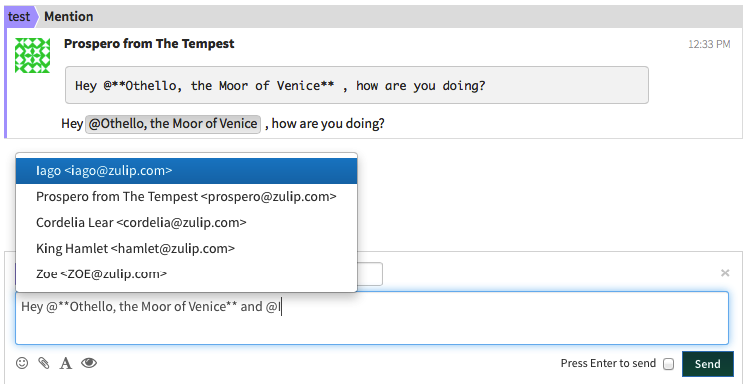 test Mention
Prospero from The Tempest 12:33 PM
Hey @**Othello, the Moor of Venice** , how are you doing?
Hey @Othello, the Moor of Venice , how are you doing?
Iago <iago@zulip.com>
Prospero from The Tempest <prospero@zulip.com>
Cordelia Lear <cordelia@zulip.com>
King Hamlet <hamlet@zulip.com>
Zoe <ZOE@zulip.com>
Hey @**Othello, the Moor of Venice** and @I
Press Enter to send Send